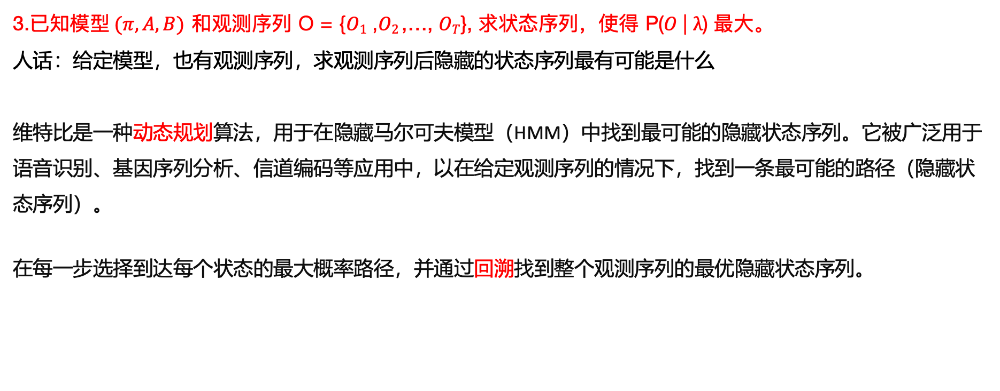 3.已知模型 (π, A, B) 和观测序列 O = {O₁ ,O₂ ,…, O_T}, 求状态序列，使得 P(O | λ) 最大。
人话：给定模型，也有观测序列，求观测序列后隐藏的状态序列最有可能是什么
维特比是一种动态规划算法，用于在隐藏马尔可夫模型（HMM）中找到最可能的隐藏状态序列。它被广泛用于
语音识别、基因序列分析、信道编码等应用中，以在给定观测序列的情况下，找到一条最可能的路径（隐藏状
态序列）。
在每一步选择到达每个状态的最大概率路径，并通过回溯找到整个观测序列的最优隐藏状态序列。